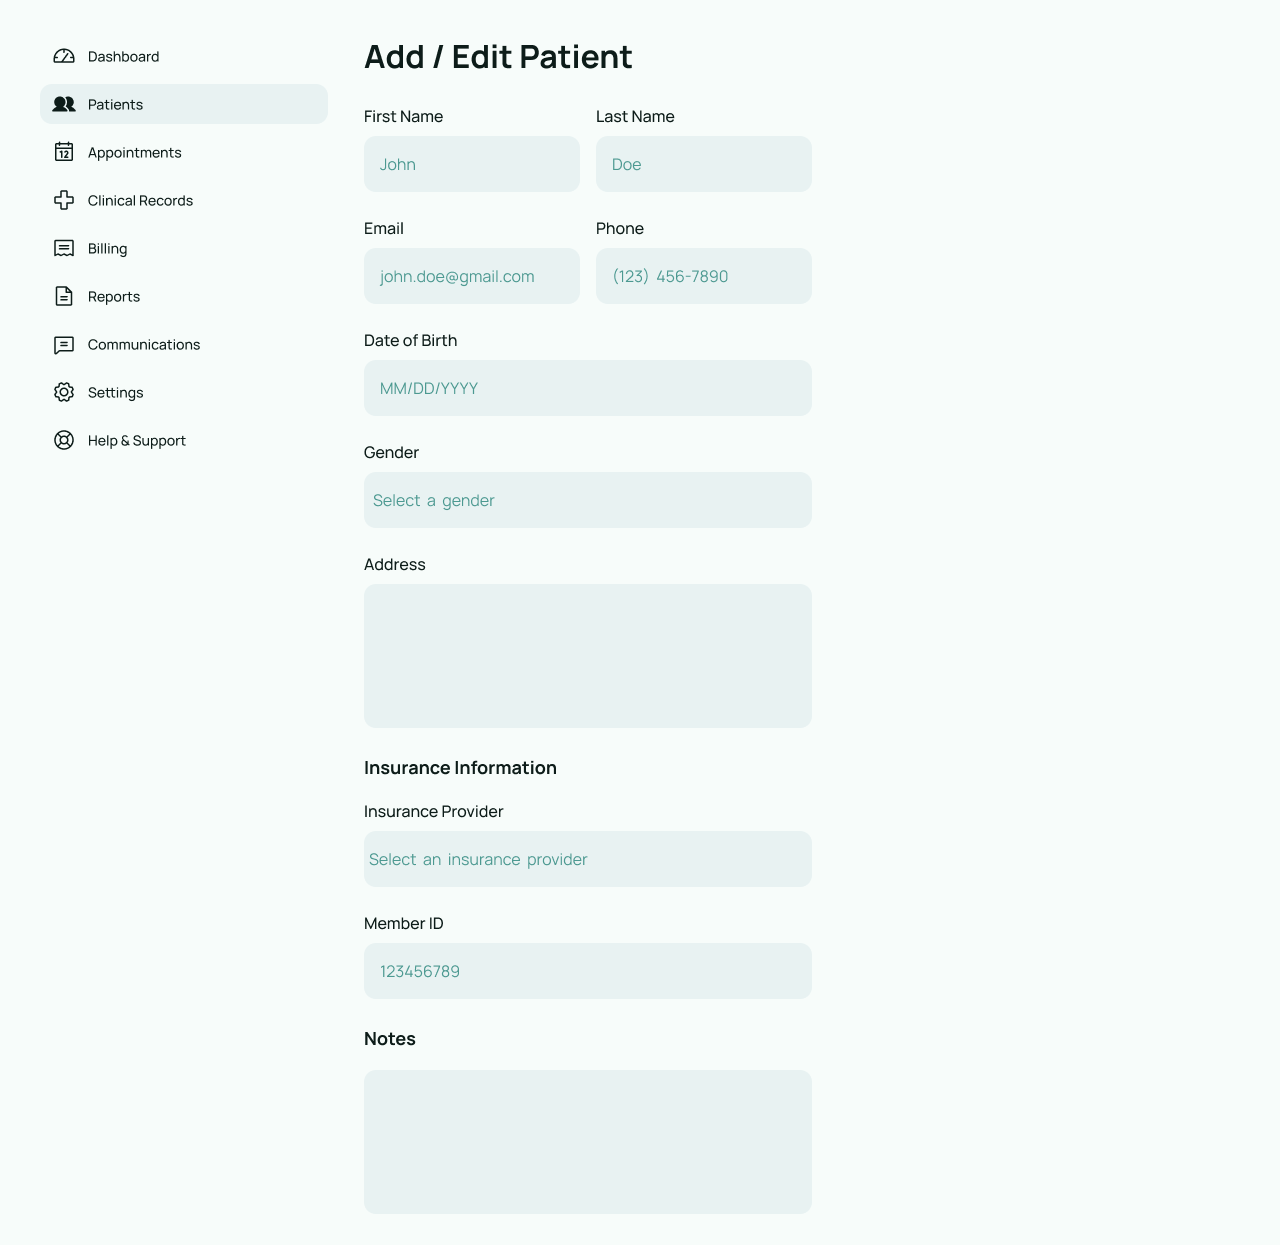 Dashboard
Patients
Appointments
Clinical Records
Billing
Reports
Communications
Settings
Help & Support
Add / Edit Patient
First Name
Last Name
John
Doe
Email
Phone
john.doe@gmail.com
(123) 456-7890
Date of Birth
MM/DD/YYYY
Gender
Select a gender
Address
Insurance Information
Insurance Provider
Select an insurance provider
Member ID
123456789
Notes